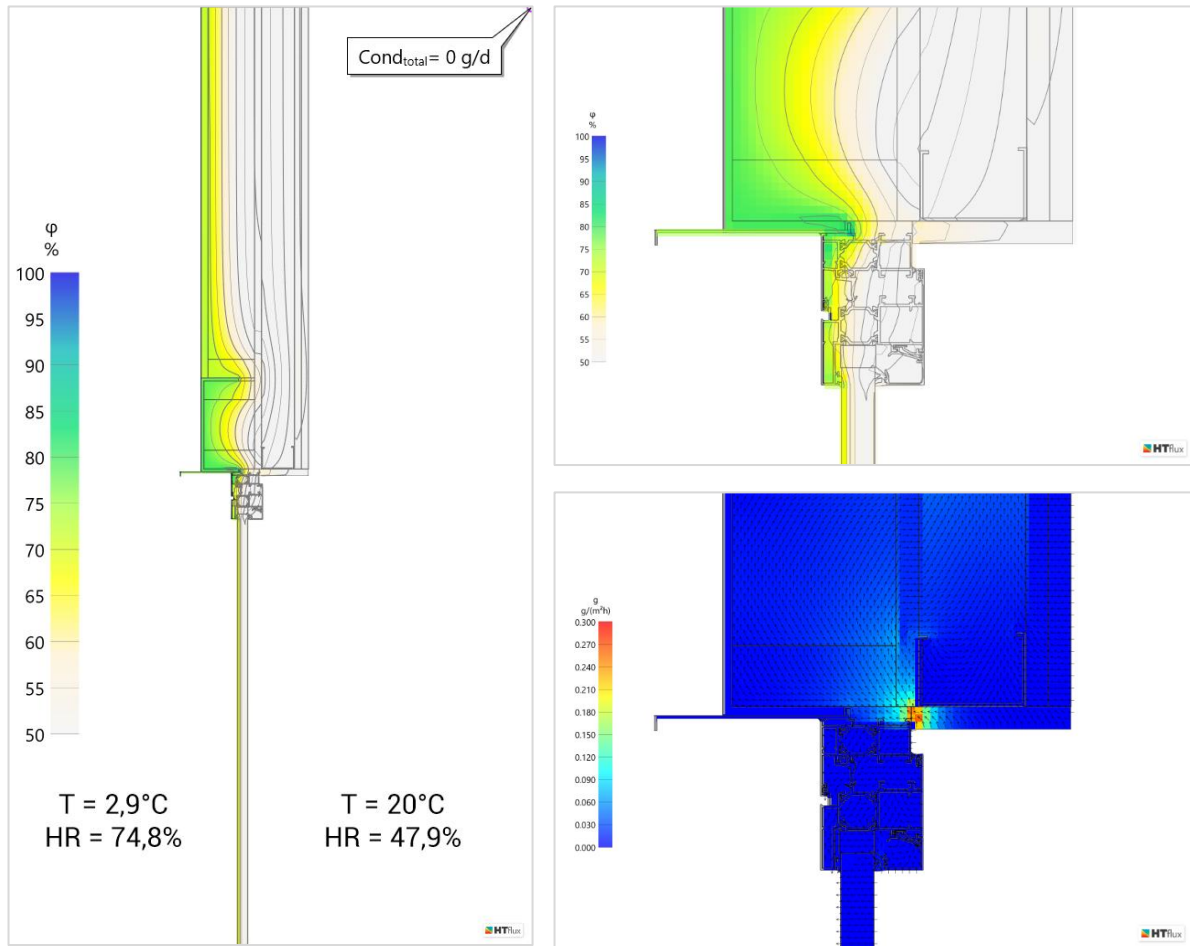 Cond_total= 0 g/d
φ
%
100
95
90
85
80
75
70
65
60
55
50
T = 2,9°C
HR = 74,8%
T = 20°C
HR = 47,9%
HTflux
φ
%
100
95
90
85
80
75
70
65
60
55
50
HTflux
g
g/(m²h)
0.300
0.270
0.240
0.210
0.180
0.150
0.120
0.090
0.060
0.030
0.000
HTflux